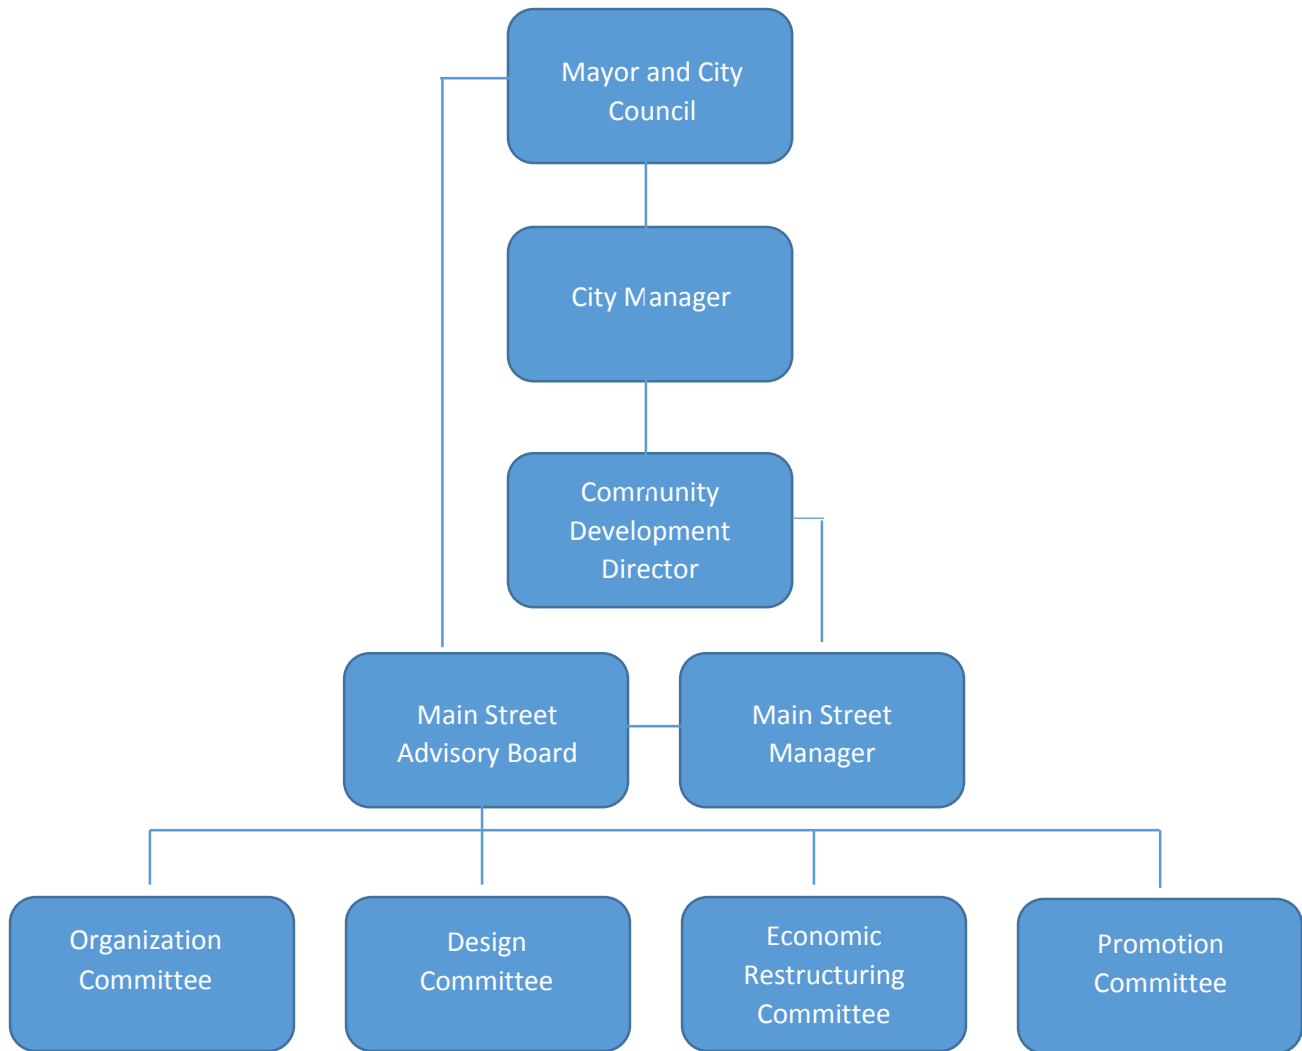 Mayor and City
Council
City Manager
Community
Development
Director
Main Street
Advisory Board
Main Street
Manager
Organization
Committee
Design
Committee
Economic
Restructuring
Committee
Promotion
Committee